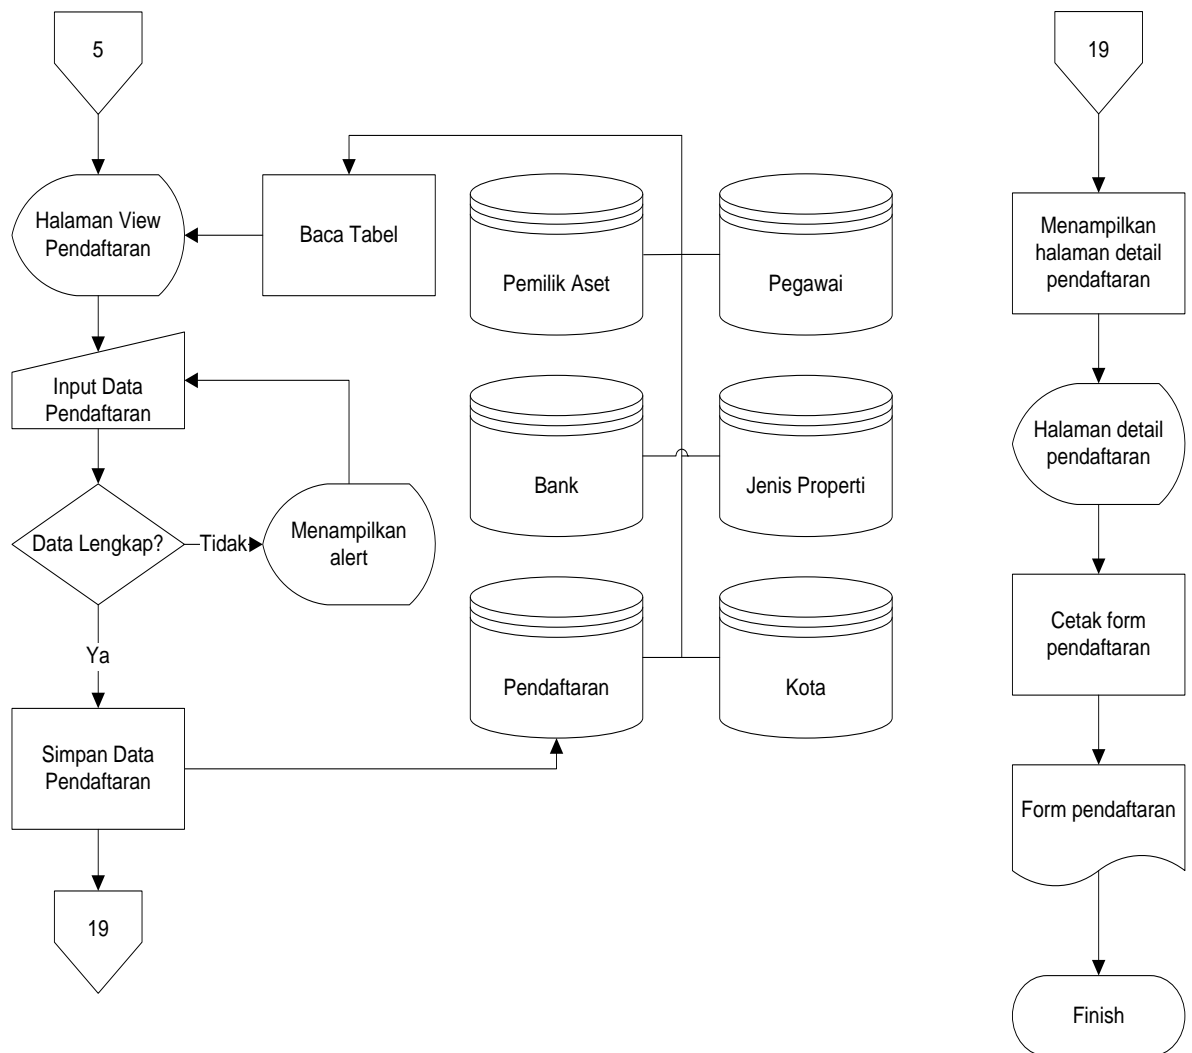 5
Halaman View
Pendaftaran
Baca Tabel
Input Data
Pendaftaran
Data Lengkap?
Tidak
Menampilkan
alert
Ya
Simpan Data
Pendaftaran
19
Pemilik Aset
Pegawai
Bank
Jenis Properti
Pendaftaran
Kota
19
Menampilkan
halaman detail
pendaftaran
Halaman detail
pendaftaran
Cetak form
pendaftaran
Form pendaftaran
Finish